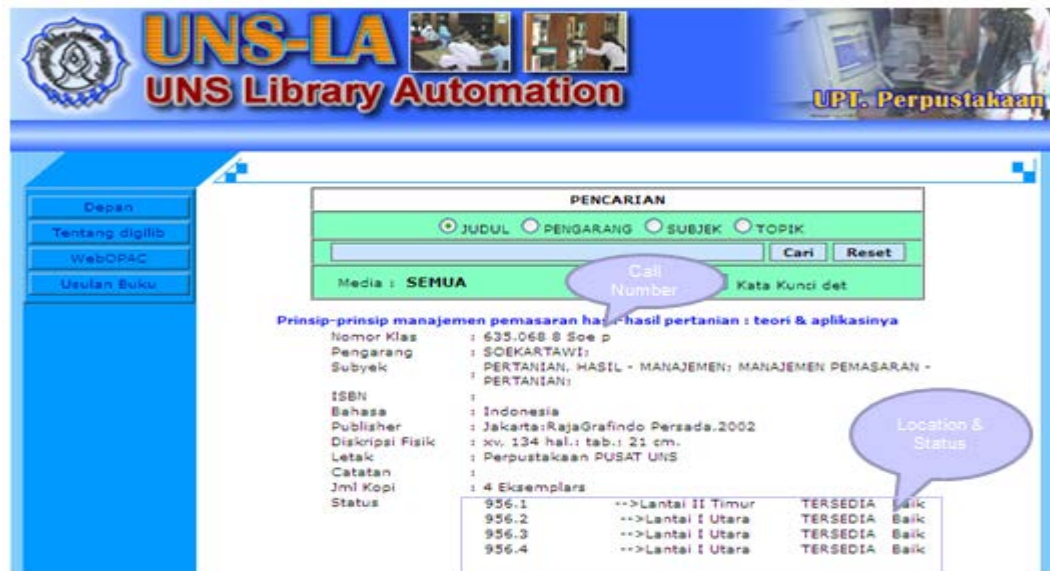 UNS-LA
UNS Library Automation
UPT. Perpustakaan
Depan
Tentang digilib
WebOPAC
Usulan Buku
PENCARIAN
JUDUL PENGARANG SUBJEK TOPIK
Cari Reset
Media : SEMUA
Kata Kunci det
Call
Number
Prinsip-prinsip manajemen pemasaran hasil-hasil pertanian : teori & aplikasinya
Nomor Klas : 635.068 8 Soe p
Pengarang : SOEKARTAWI;
Subyek : PERTANIAN, HASIL - MANAJEMEN; MANAJEMEN PEMASARAN -
PERTANIAN;
ISBN :
Bahasa : Indonesia
Publisher : Jakarta:RajaGrafindo Persada,2002
Diskripsi Fisik : xv, 134 hal.: tab.; 21 cm.
Letak : Perpustakaan PUSAT UNS
Catatan :
Jml Kopi : 4 Eksemplars
Location &
Status
Status
956.1 -->Lantai II Timur TERSEDIA Baik
956.2 -->Lantai I Utara TERSEDIA Baik
956.3 -->Lantai I Utara TERSEDIA Baik
956.4 -->Lantai I Utara TERSEDIA Baik